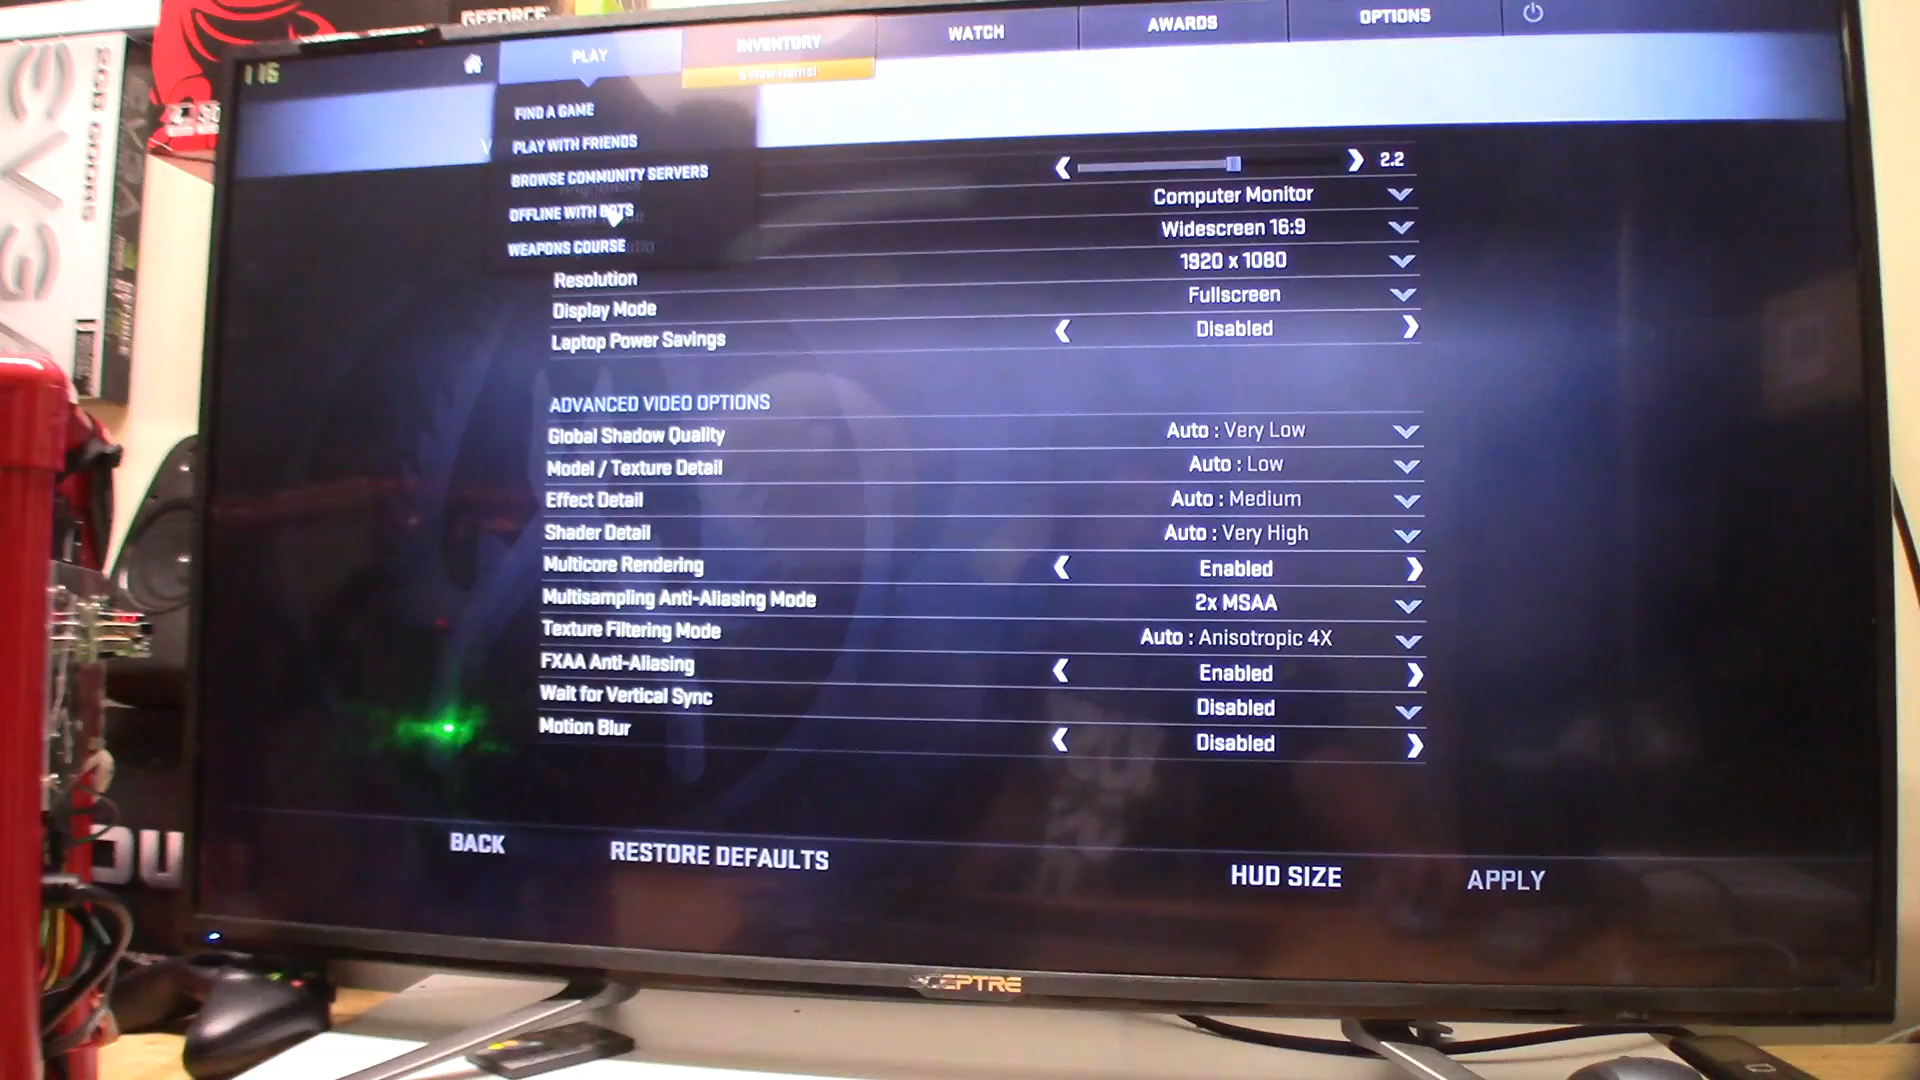 GEFORCE
116
PLAY
INVENTORY
WATCH
AWARDS
OPTIONS
FIND A GAME
PLAY WITH FRIENDS
BROWSE COMMUNITY SERVERS
OFFLINE WITH BOTS
WEAPONS COURSE
2.2
Computer Monitor
Widescreen 16:9
Resolution 1920 x 1080
Display Mode Fullscreen
Laptop Power Savings Disabled
ADVANCED VIDEO OPTIONS
Global Shadow Quality Auto : Very Low
Model / Texture Detail Auto : Low
Effect Detail Auto : Medium
Shader Detail Auto : Very High
Multicore Rendering Enabled
Multisampling Anti-Aliasing Mode 2x MSAA
Texture Filtering Mode Auto : Anisotropic 4X
FXAA Anti-Aliasing Enabled
Wait for Vertical Sync Disabled
Motion Blur Disabled
BACK
RESTORE DEFAULTS
HUD SIZE
APPLY
SCEPTRE